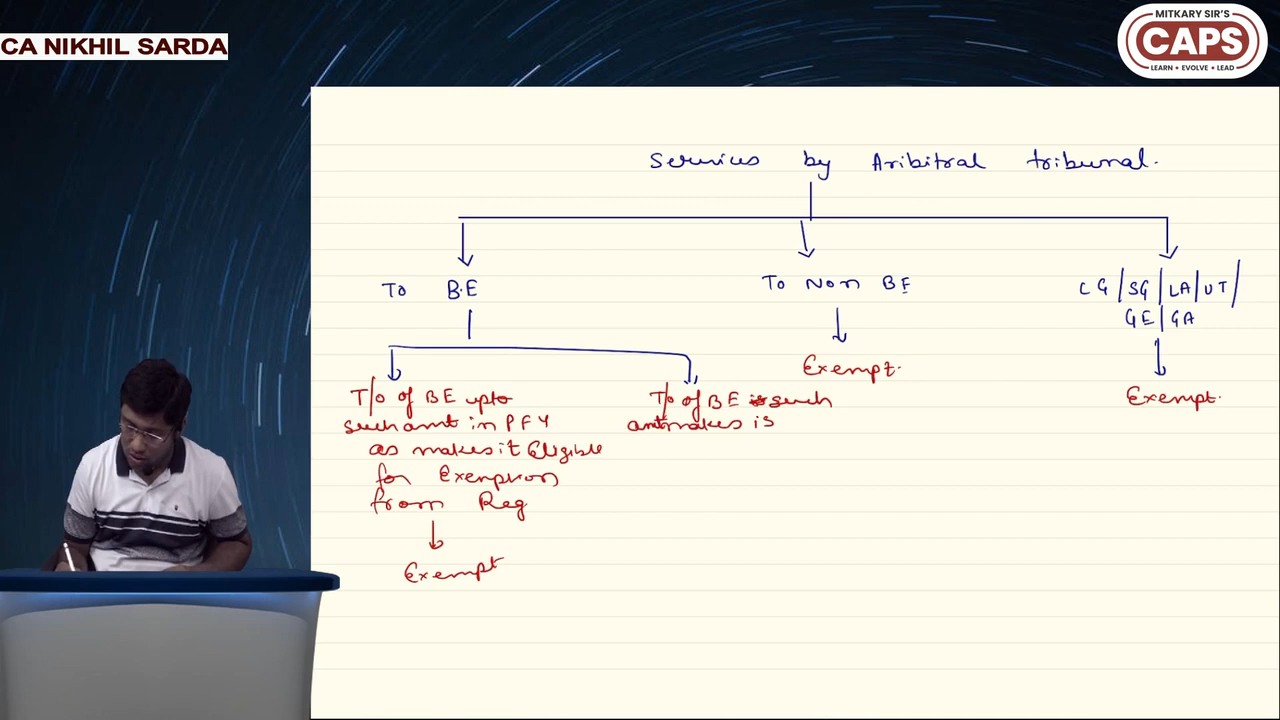 CA NIKHIL SARDA
MITKARY SIR'S
CAPS
LEARN • EVOLVE • LEAD
Services by Aribitral tribunal.
To B.E
To Non BE
CG/SG/LA/UT/
GE/GA
Exempt.
Exempt.
T/o of BE upto
such amt in PFY
as makes it Eligible
for Exemption
from Reg
Exempt
T/o of BE is such
amt makes is